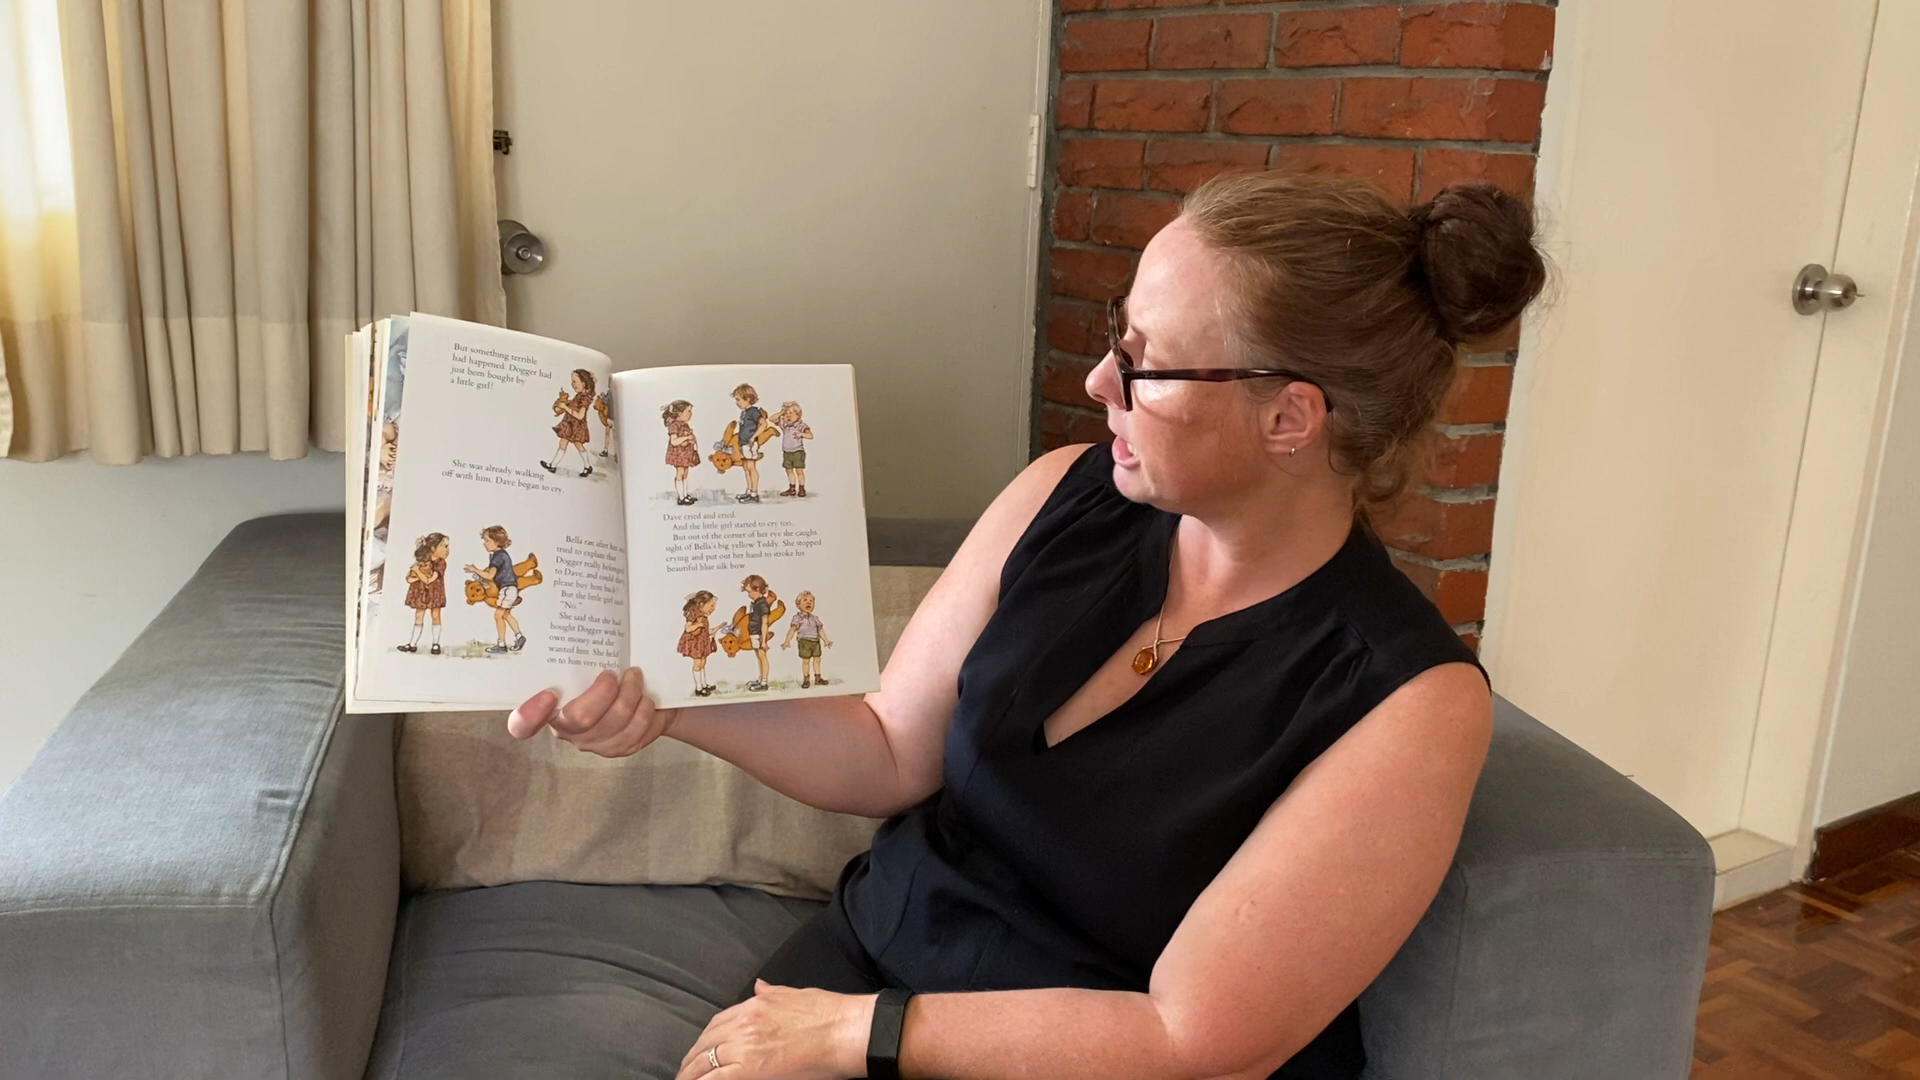 But something terrible
had happened. Dogger had
just been bought by
a little girl!
She was already walking
off with him. Dave began to cry.
Bella ran after her
tried to explain that
Dogger really belonged
to Dave, and could they
please buy him back?
But the little girl said
"No."
She said that she had
bought Dogger with her
own money and she
wanted him. She held
on to him very tightly.
Dave cried and cried.
And the little girl started to cry too.
But out of the corner of her eye she caught
sight of Bella's big yellow Teddy. She stopped
crying and put out her hand to stroke his
beautiful blue silk bow.